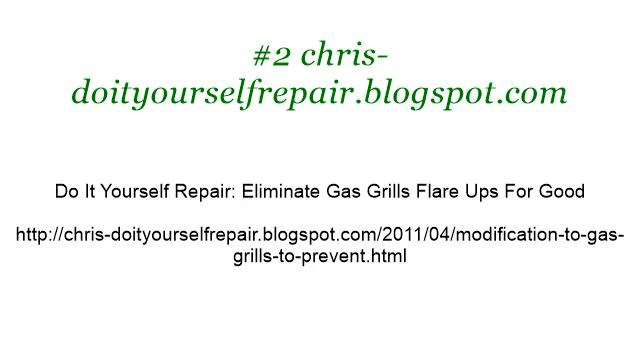 #2 chris-
doityourselfrepair.blogspot.com
Do It Yourself Repair: Eliminate Gas Grills Flare Ups For Good
http://chris-doityourselfrepair.blogspot.com/2011/04/modification-to-gas-
grills-to-prevent.html